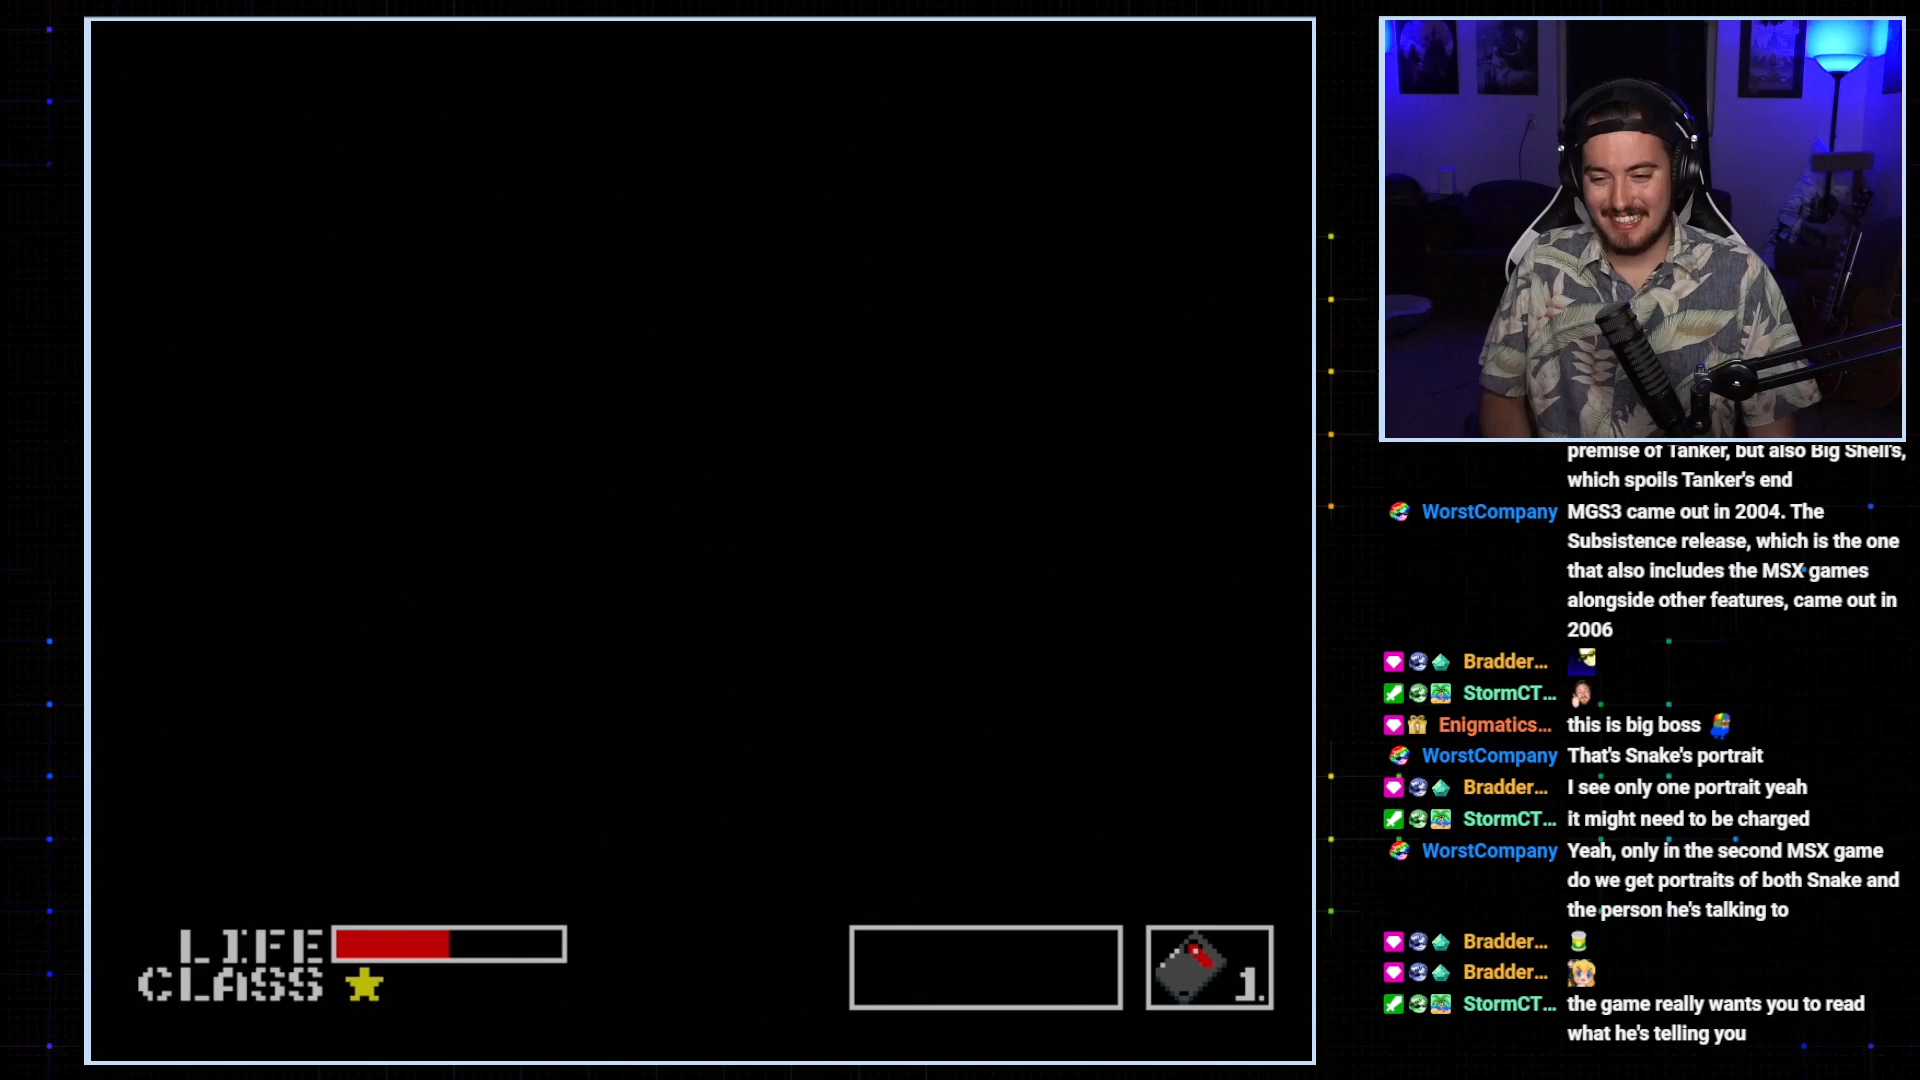 premise of Tanker, but also Big Shell's,
which spoils Tanker's end
WorstCompany MGS3 came out in 2004. The
Subsistence release, which is the one
that also includes the MSX games
alongside other features, came out in
2006
Bradder...
StormCT...
Enigmatics... this is big boss
WorstCompany That's Snake's portrait
Bradder... I see only one portrait yeah
StormCT... it might need to be charged
WorstCompany Yeah, only in the second MSX game
do we get portraits of both Snake and
the person he's talking to
Bradder...
Bradder...
StormCT... the game really wants you to read
what he's telling you
LIFE
CLASS
1.